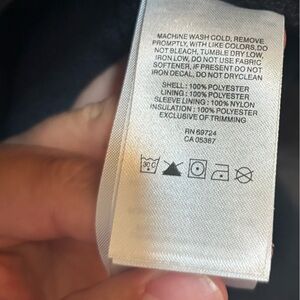 MACHINE WASH COLD, REMOVE
PROMPTLY, WITH LIKE COLORS.DO
NOT BLEACH, TUMBLE DRY LOW,
IRON LOW, DO NOT USE FABRIC
SOFTENER, IF PRESENT DO NOT
IRON DECAL, DO NOT DRYCLEAN
SHELL : 100% POLYESTER
LINING : 100% POLYESTER
SLEEVE LINING : 100% NYLON
INSULATION : 100% POLYESTER
EXCLUSIVE OF TRIMMING
RN 69724
CA 05367